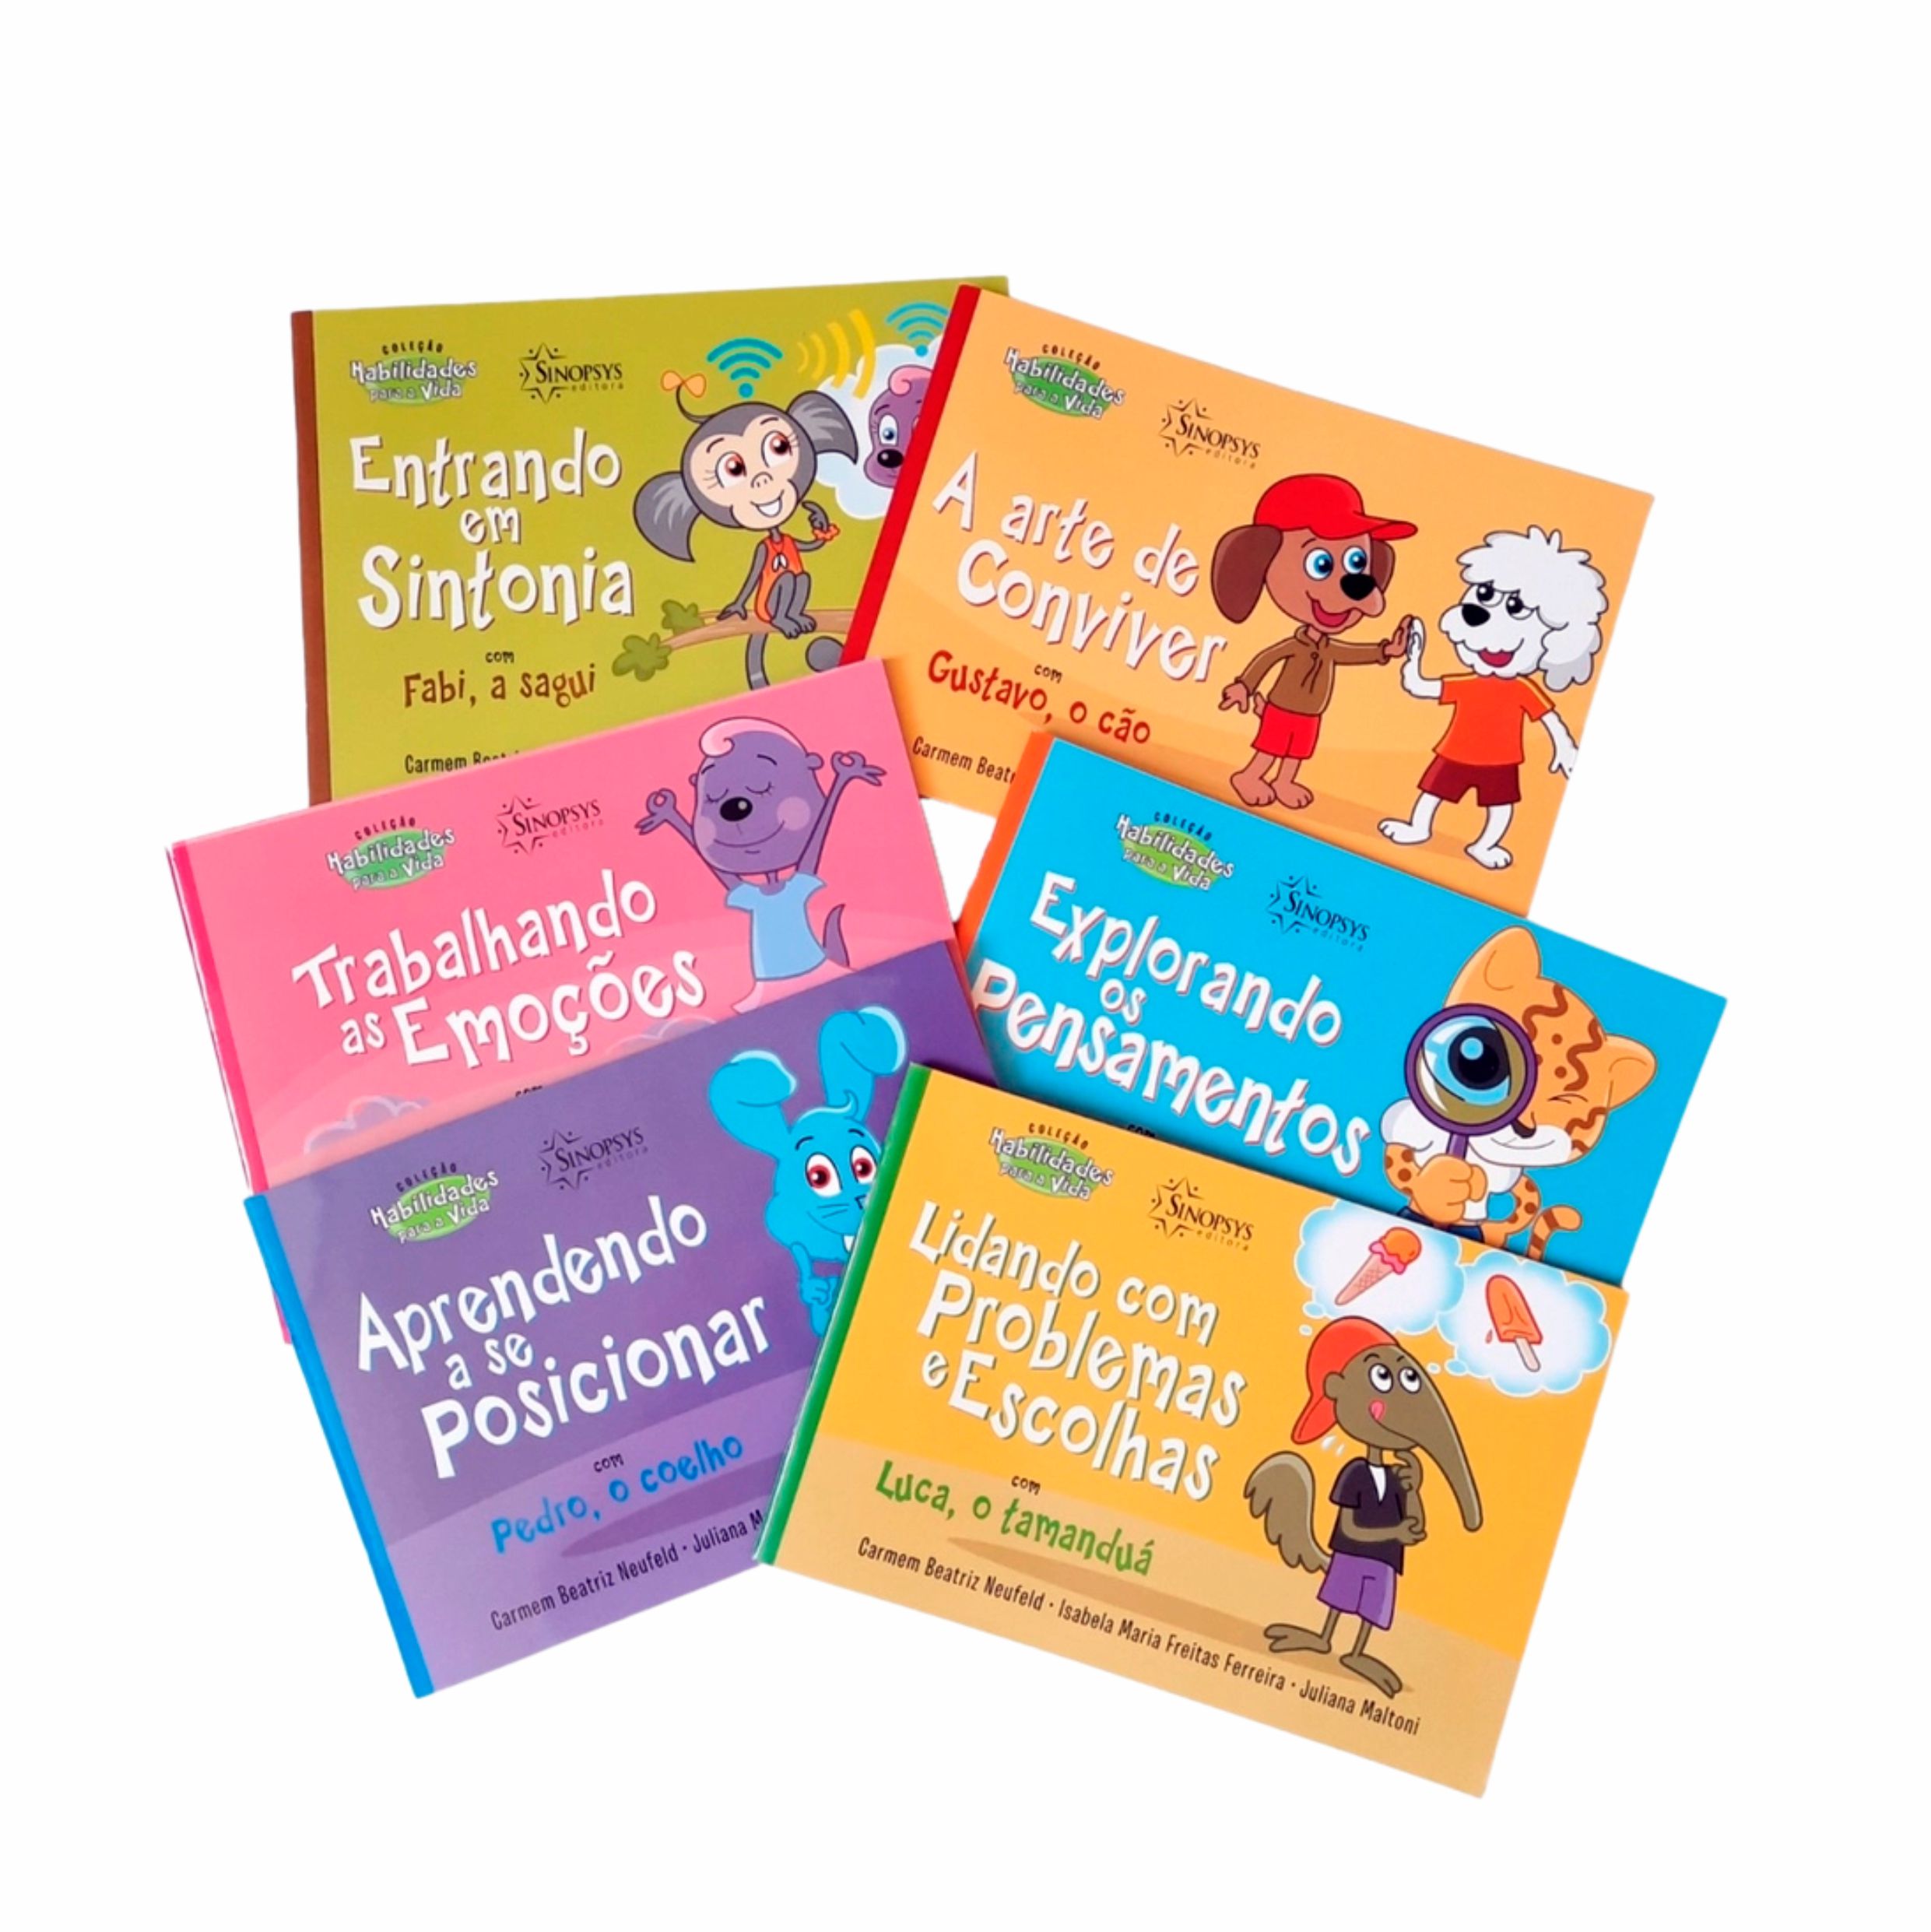 COLEÇÃO
Habilidades
para a Vida
SINOPSYS
editora
Entrando
em
Sintonia
com
Fabi, a sagui
Carmem
COLEÇÃO
Habilidades
para a Vida
SINOPSYS
editora
A arte de
Conviver
com
Gustavo, o cão
Carmem Beatr
COLEÇÃO
Habilidades
para a Vida
SINOPSYS
editora
Trabalhando
as Emoções
COLEÇÃO
Habilidades
para a Vida
SINOPSYS
editora
Explorando
os
Pensamentos
COLEÇÃO
Habilidades
para a Vida
SINOPSYS
editora
Aprendendo
a se
Posicionar
com
Pedro, o coelho
Carmem Beatriz Neufeld · Juliana M
COLEÇÃO
Habilidades
para a Vida
SINOPSYS
editora
Lidando com
Problemas
e Escolhas
com
Luca, o tamanduá
Carmem Beatriz Neufeld · Isabela Maria Freitas Ferreira · Juliana Maltoni